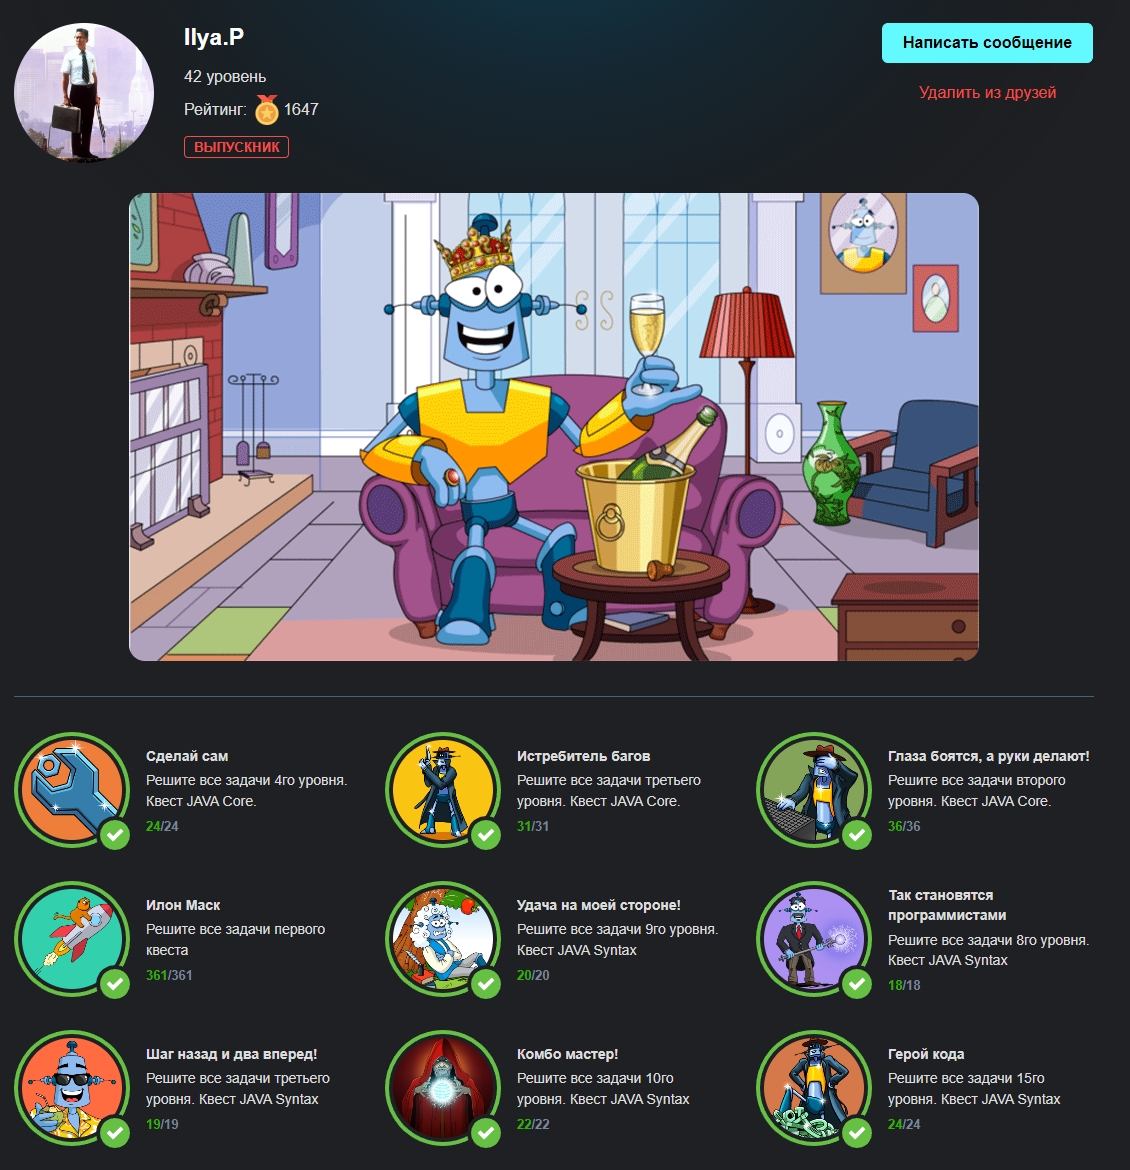 Ilya.P
42 уровень
Рейтинг: 1647
ВЫПУСКНИК
Написать сообщение
Удалить из друзей
Сделай сам
Решите все задачи 4го уровня.
Квест JAVA Core.
24/24
Истребитель багов
Решите все задачи третьего
уровня. Квест JAVA Core.
31/31
Глаза боятся, а руки делают!
Решите все задачи второго
уровня. Квест JAVA Core.
36/36
Илон Маск
Решите все задачи первого
квеста
361/361
Удача на моей стороне!
Решите все задачи 9го уровня.
Квест JAVA Syntax
20/20
Так становятся
программистами
Решите все задачи 8го уровня.
Квест JAVA Syntax
18/18
Шаг назад и два вперед!
Решите все задачи третьего
уровня. Квест JAVA Syntax
19/19
Комбо мастер!
Решите все задачи 10го
уровня. Квест JAVA Syntax
22/22
Герой кода
Решите все задачи 15го
уровня. Квест JAVA Syntax
24/24